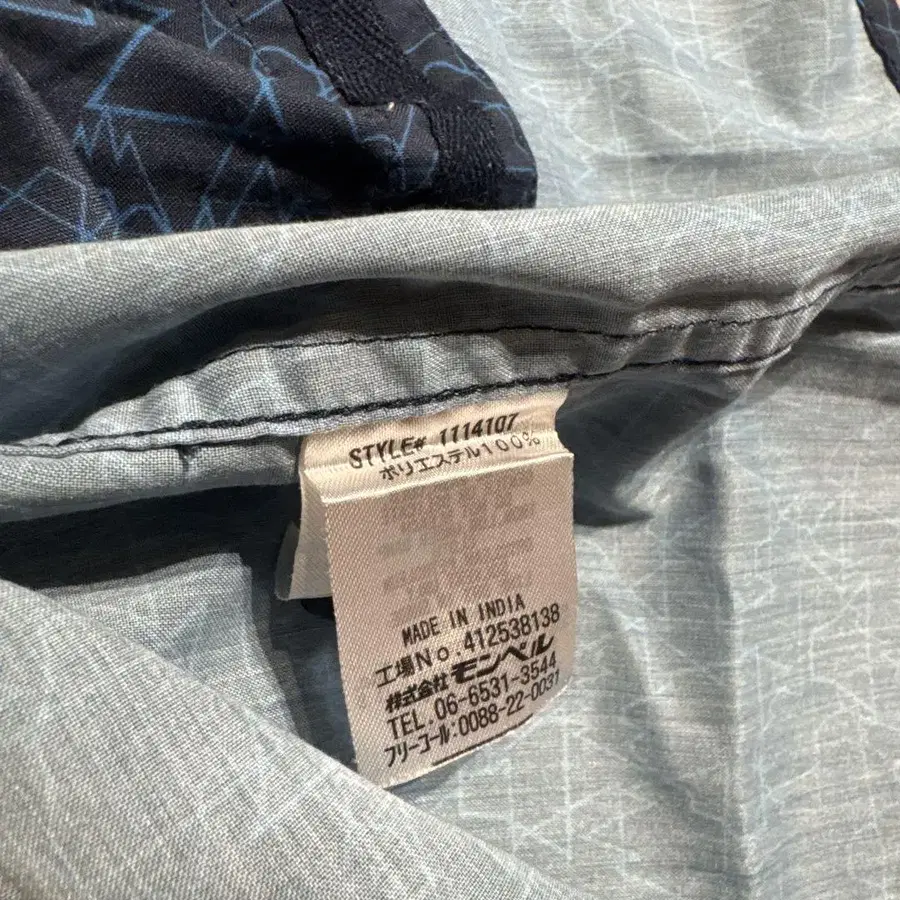 STYLE# 1114107
ポリエステル100%
MADE IN INDIA
工場No.412538138
株式会社 モンベル
TEL.06-6531-3544
フリーコール:0088-22-0031